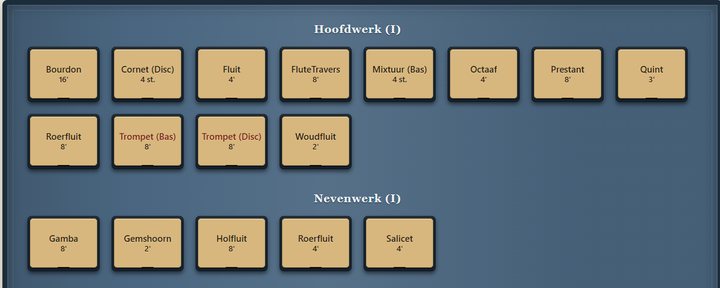 Hoofdwerk (I)
Bourdon
16'
Cornet (Disc)
4 st.
Fluit
4'
FluteTravers
8'
Mixtuur (Bas)
4 st.
Octaaf
4'
Prestant
8'
Quint
3'
Roerfluit
8'
Trompet (Bas)
8'
Trompet (Disc)
8'
Woudfluit
2'
Nevenwerk (I)
Gamba
8'
Gemshoorn
2'
Holfluit
8'
Roerfluit
4'
Salicet
4'